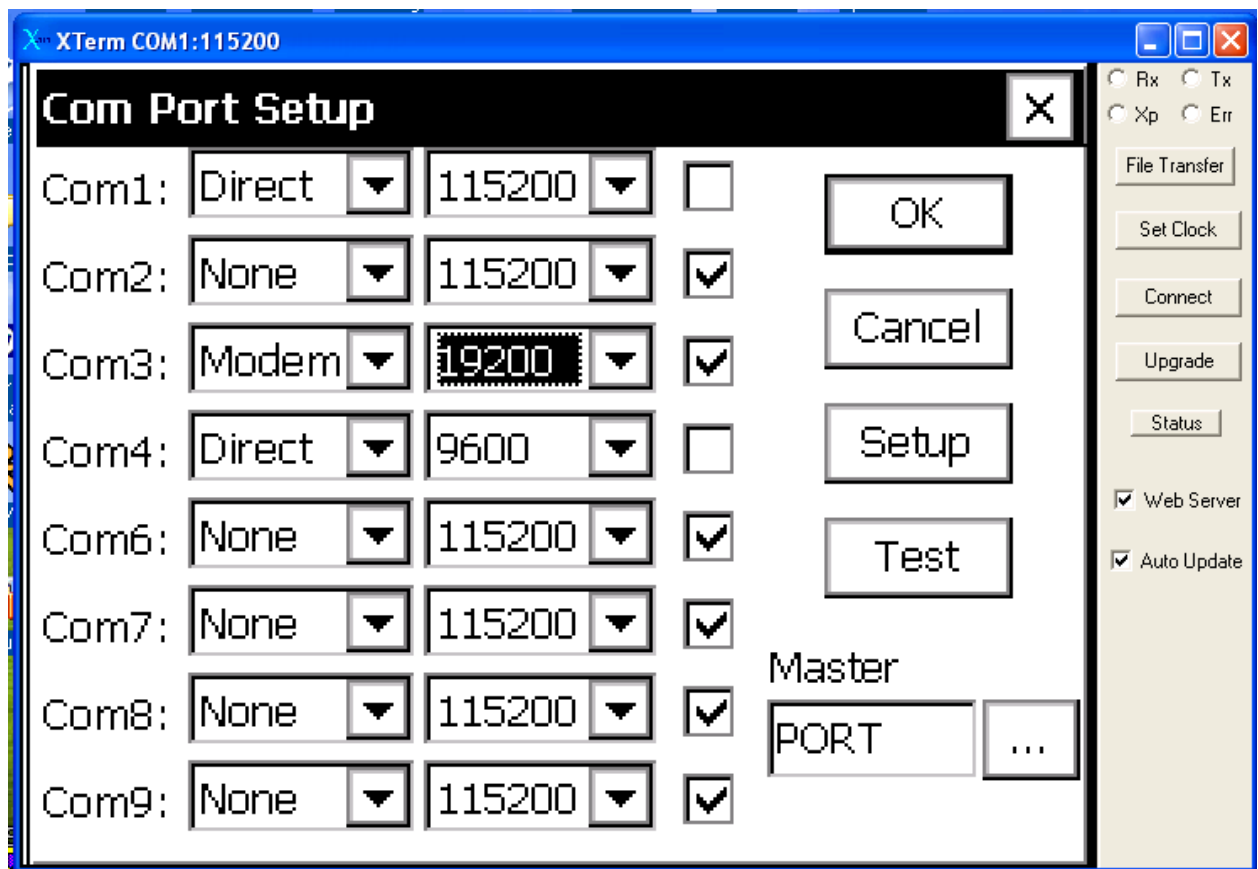 XTerm COM1:115200
Com Port Setup
Com1: Direct 115200
Com2: None 115200
Com3: Modem 19200
Com4: Direct 9600
Com6: None 115200
Com7: None 115200
Com8: None 115200
Com9: None 115200
OK
Cancel
Setup
Test
Master
PORT ...
Rx Tx
Xp Err
File Transfer
Set Clock
Connect
Upgrade
Status
Web Server
Auto Update